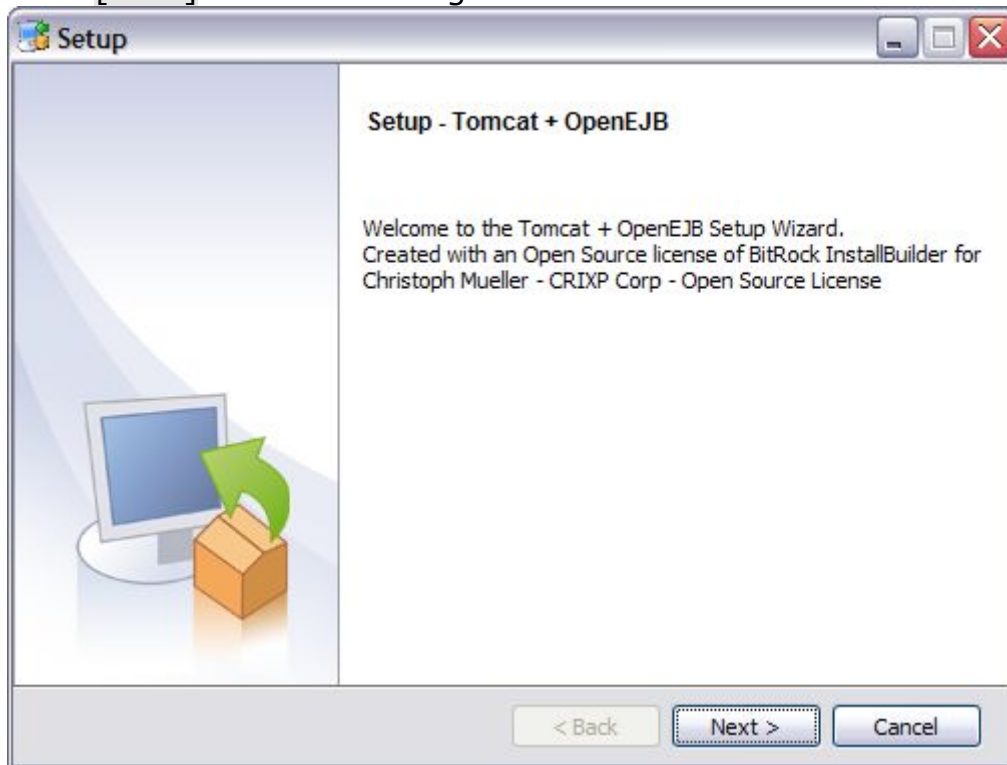 Setup
Setup - Tomcat + OpenEJB
Welcome to the Tomcat + OpenEJB Setup Wizard.
Created with an Open Source license of BitRock InstallBuilder for
Christoph Mueller - CRIXP Corp - Open Source License
< Back Next > Cancel